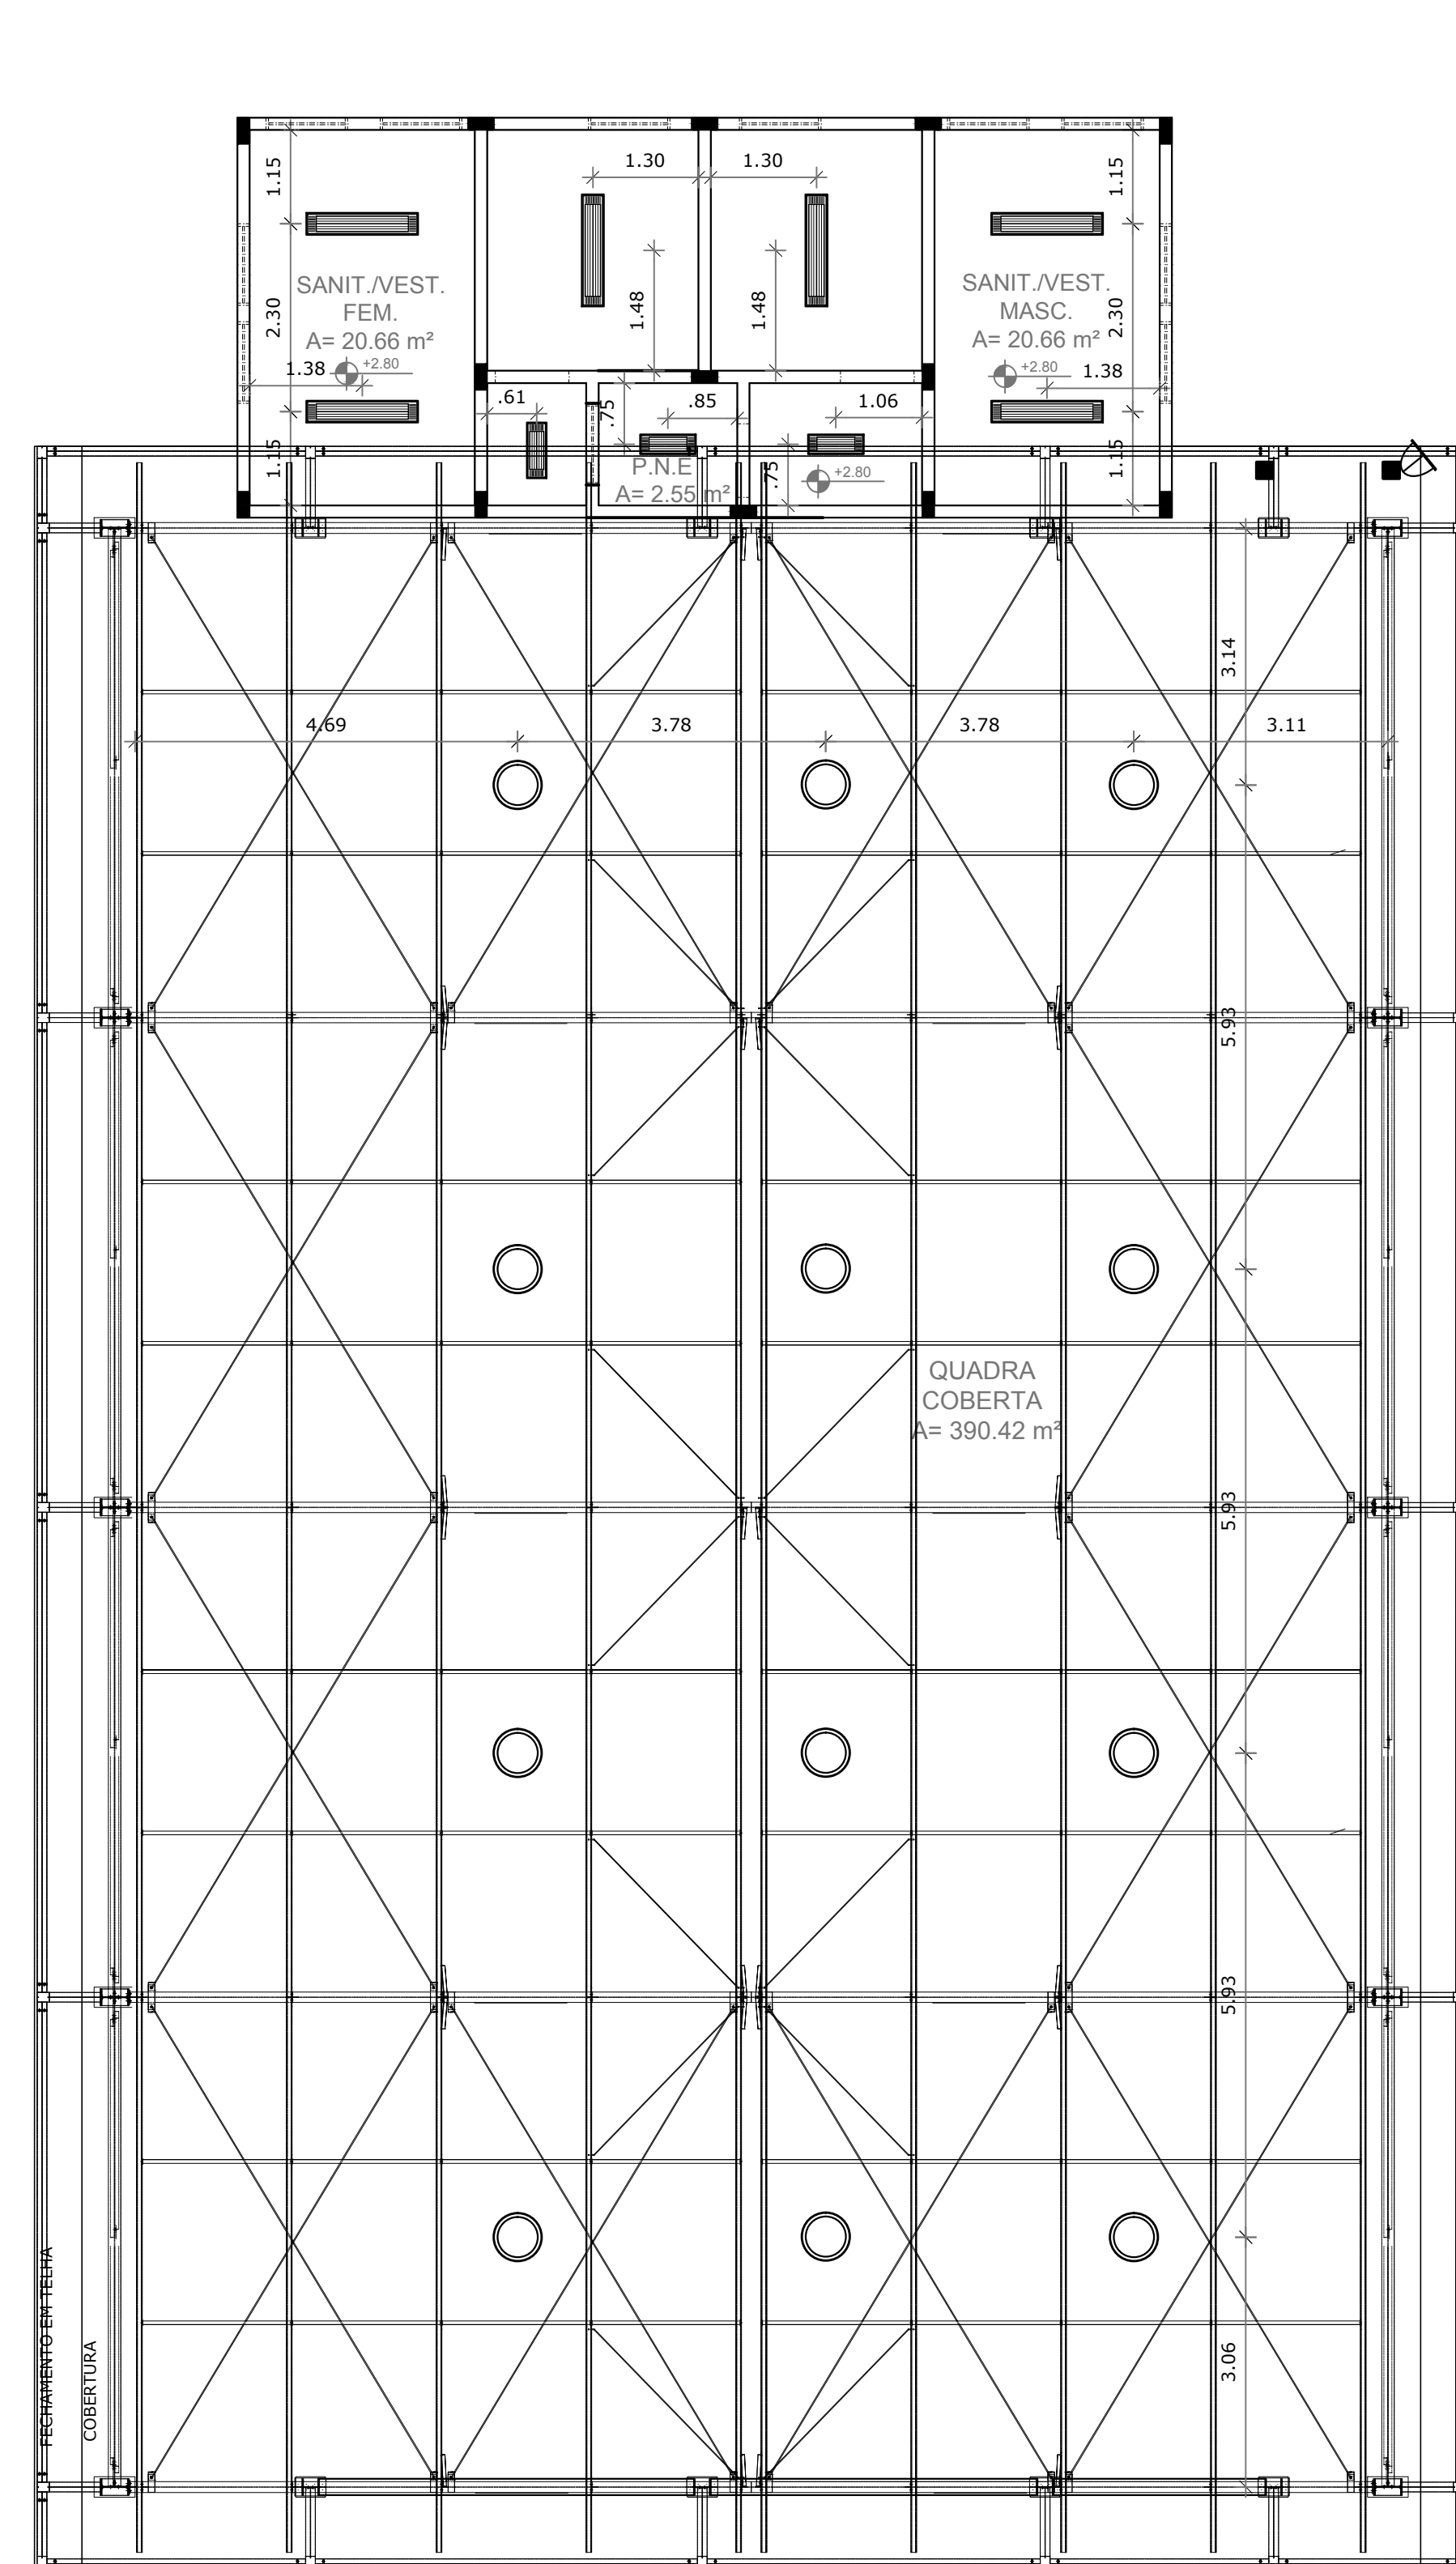 1.30
1.30
1.15
1.15
1.48
1.48
SANIT./VEST.
FEM.
A= 20.66 m²
SANIT./VEST.
MASC.
A= 20.66 m²
2.30
2.30
+2.80
1.38
+2.80
1.38
.61
.75
.85
1.06
1.15
P.N.E
A= 2.55 m²
.75
+2.80
1.15
3.14
4.69
3.78
3.78
3.11
5.93
QUADRA
COBERTA
A= 390.42 m²
5.93
5.93
3.06
FECHAMENTO EM TELHA
COBERTURA